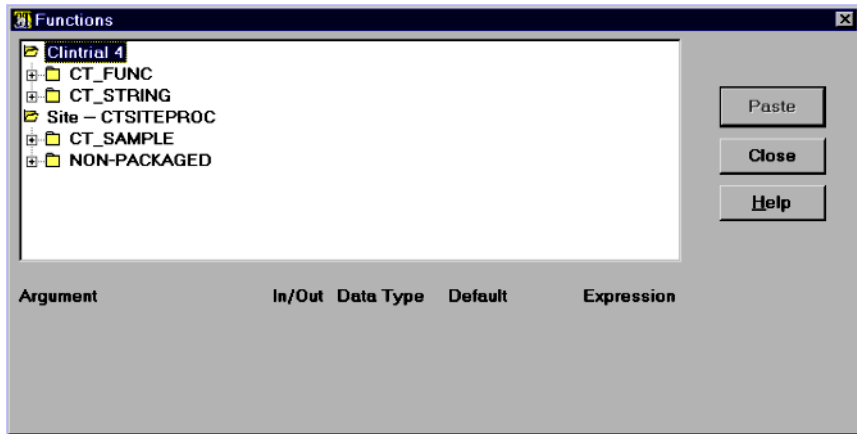 Functions
Clintrial 4
CT_FUNC
CT_STRING
Site – CTSITEPROC
CT_SAMPLE
NON-PACKAGED
Paste
Close
Help
Argument In/Out Data Type Default Expression